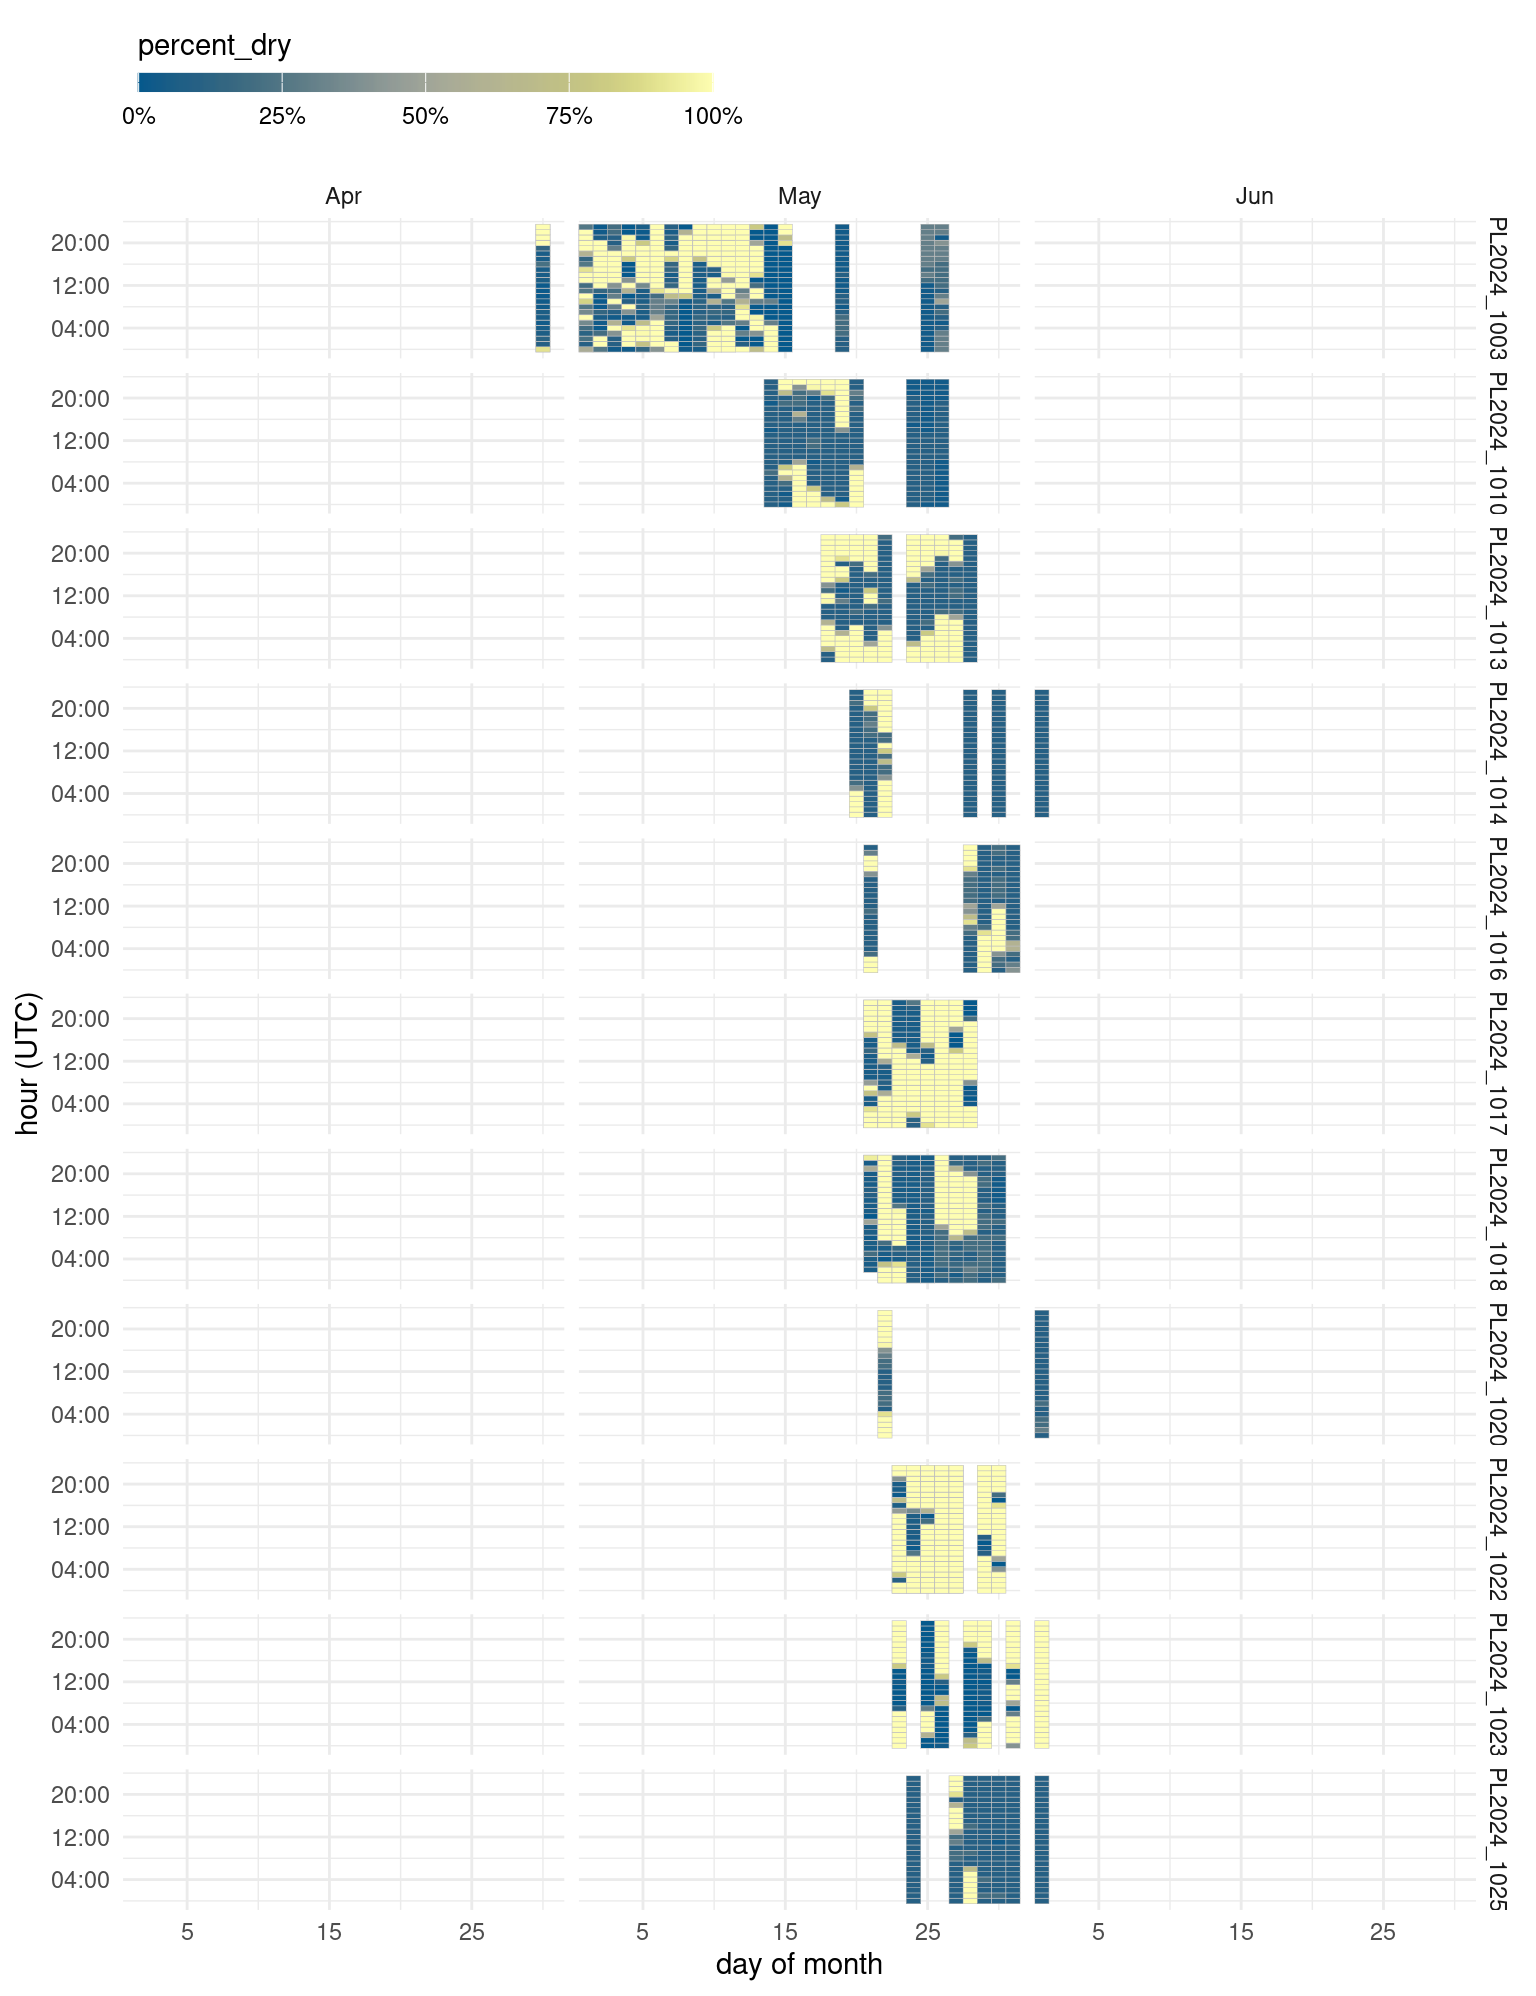 percent_dry
0% 25% 50% 75% 100%
Apr May Jun
hour (UTC)
20:00
12:00
04:00
PL2024_1003
20:00
12:00
04:00
PL2024_1010
20:00
12:00
04:00
PL2024_1013
20:00
12:00
04:00
PL2024_1014
20:00
12:00
04:00
PL2024_1016
20:00
12:00
04:00
PL2024_1017
20:00
12:00
04:00
PL2024_1018
20:00
12:00
04:00
PL2024_1020
20:00
12:00
04:00
PL2024_1022
20:00
12:00
04:00
PL2024_1023
20:00
12:00
04:00
PL2024_1025
5 15 25 5 15 25 5 15 25
day of month